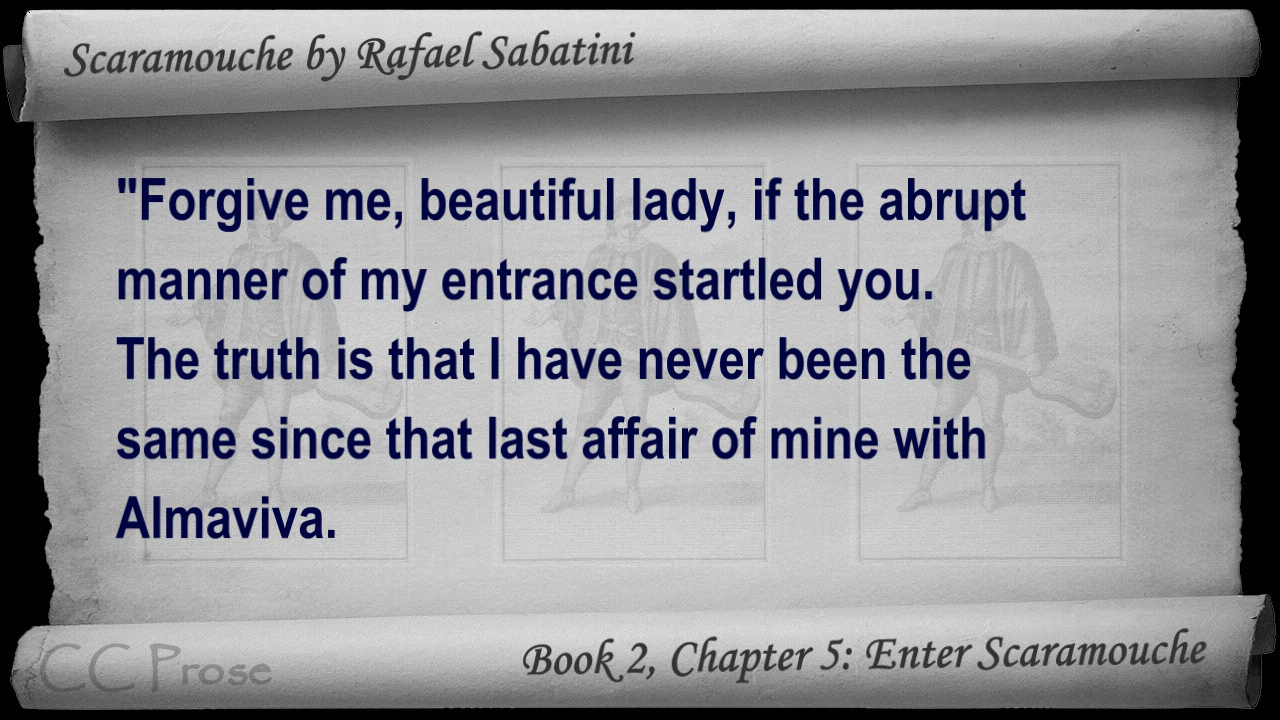 Scaramouche by Rafael Sabatini
"Forgive me, beautiful lady, if the abrupt
manner of my entrance startled you.
The truth is that I have never been the
same since that last affair of mine with
Almaviva.
CC Prose
Book 2, Chapter 5: Enter Scaramouche